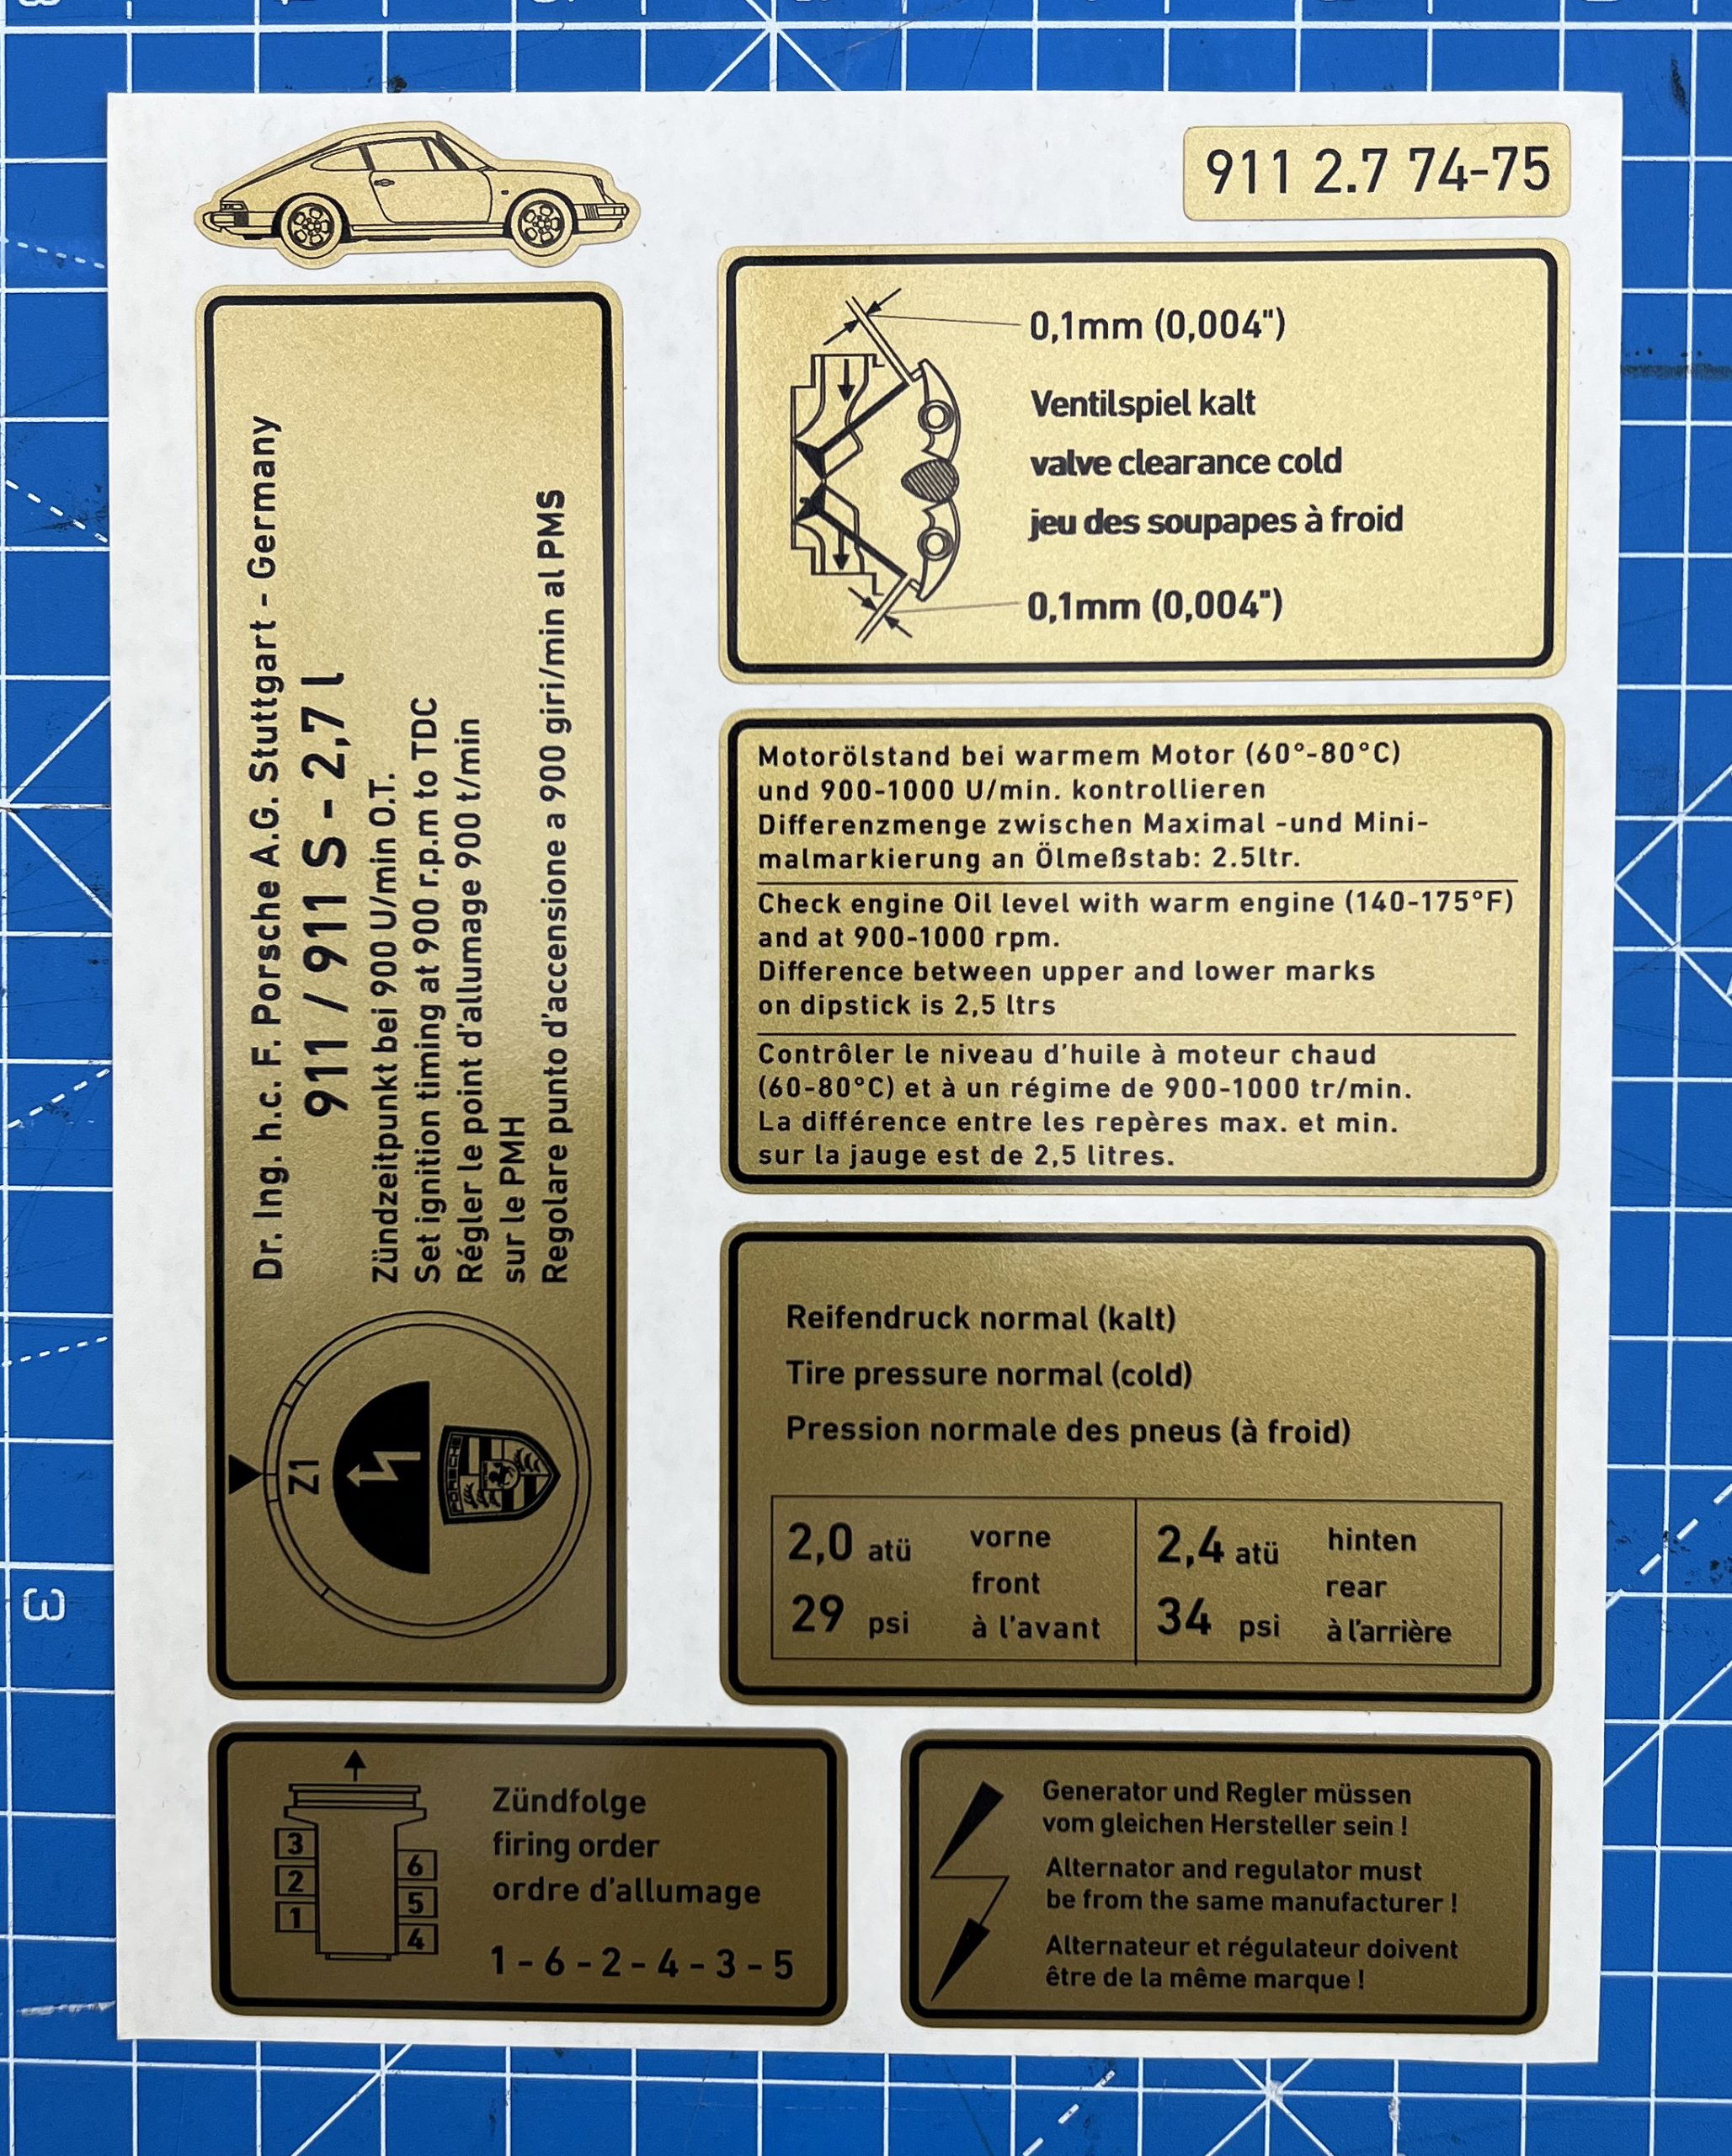 911 2.7 74-75
Dr. Ing. h.c. F. Porsche A.G. Stuttgart - Germany
911 / 911 S - 2,7 l
Zündzeitpunkt bei 900 U/min O.T.
Set ignition timing at 900 r.p.m to TDC
Régler le point d'allumage 900 t/min
sur le PMH
Regolare punto d'accensione a 900 giri/min al PMS
Z1
PORSCHE
0,1mm (0,004")
Ventilspiel kalt
valve clearance cold
jeu des soupapes à froid
0,1mm (0,004")
Motorölstand bei warmem Motor (60°-80°C)
und 900-1000 U/min. kontrollieren
Differenzmenge zwischen Maximal -und Mini-
malmarkierung an Ölmeßstab: 2.5ltr.
Check engine Oil level with warm engine (140-175°F)
and at 900-1000 rpm.
Difference between upper and lower marks
on dipstick is 2,5 ltrs
Contrôler le niveau d'huile à moteur chaud
(60-80°C) et à un régime de 900-1000 tr/min.
La différence entre les repères max. et min.
sur la jauge est de 2,5 litres.
Reifendruck normal (kalt)
Tire pressure normal (cold)
Pression normale des pneus (à froid)
2,0 atü
29 psi
vorne
front
à l'avant
2,4 atü
34 psi
hinten
rear
à l'arrière
3
2
1
6
5
4
Zündfolge
firing order
ordre d'allumage
1 - 6 - 2 - 4 - 3 - 5
Generator und Regler müssen
vom gleichen Hersteller sein !
Alternator and regulator must
be from the same manufacturer !
Alternateur et régulateur doivent
être de la même marque !
3